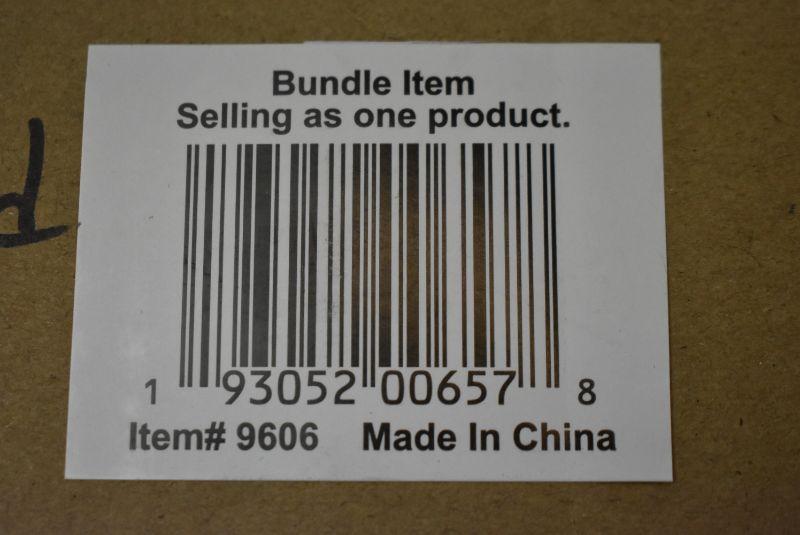 Bundle Item
Selling as one product.
1 93052 00657 8
Item# 9606 Made In China